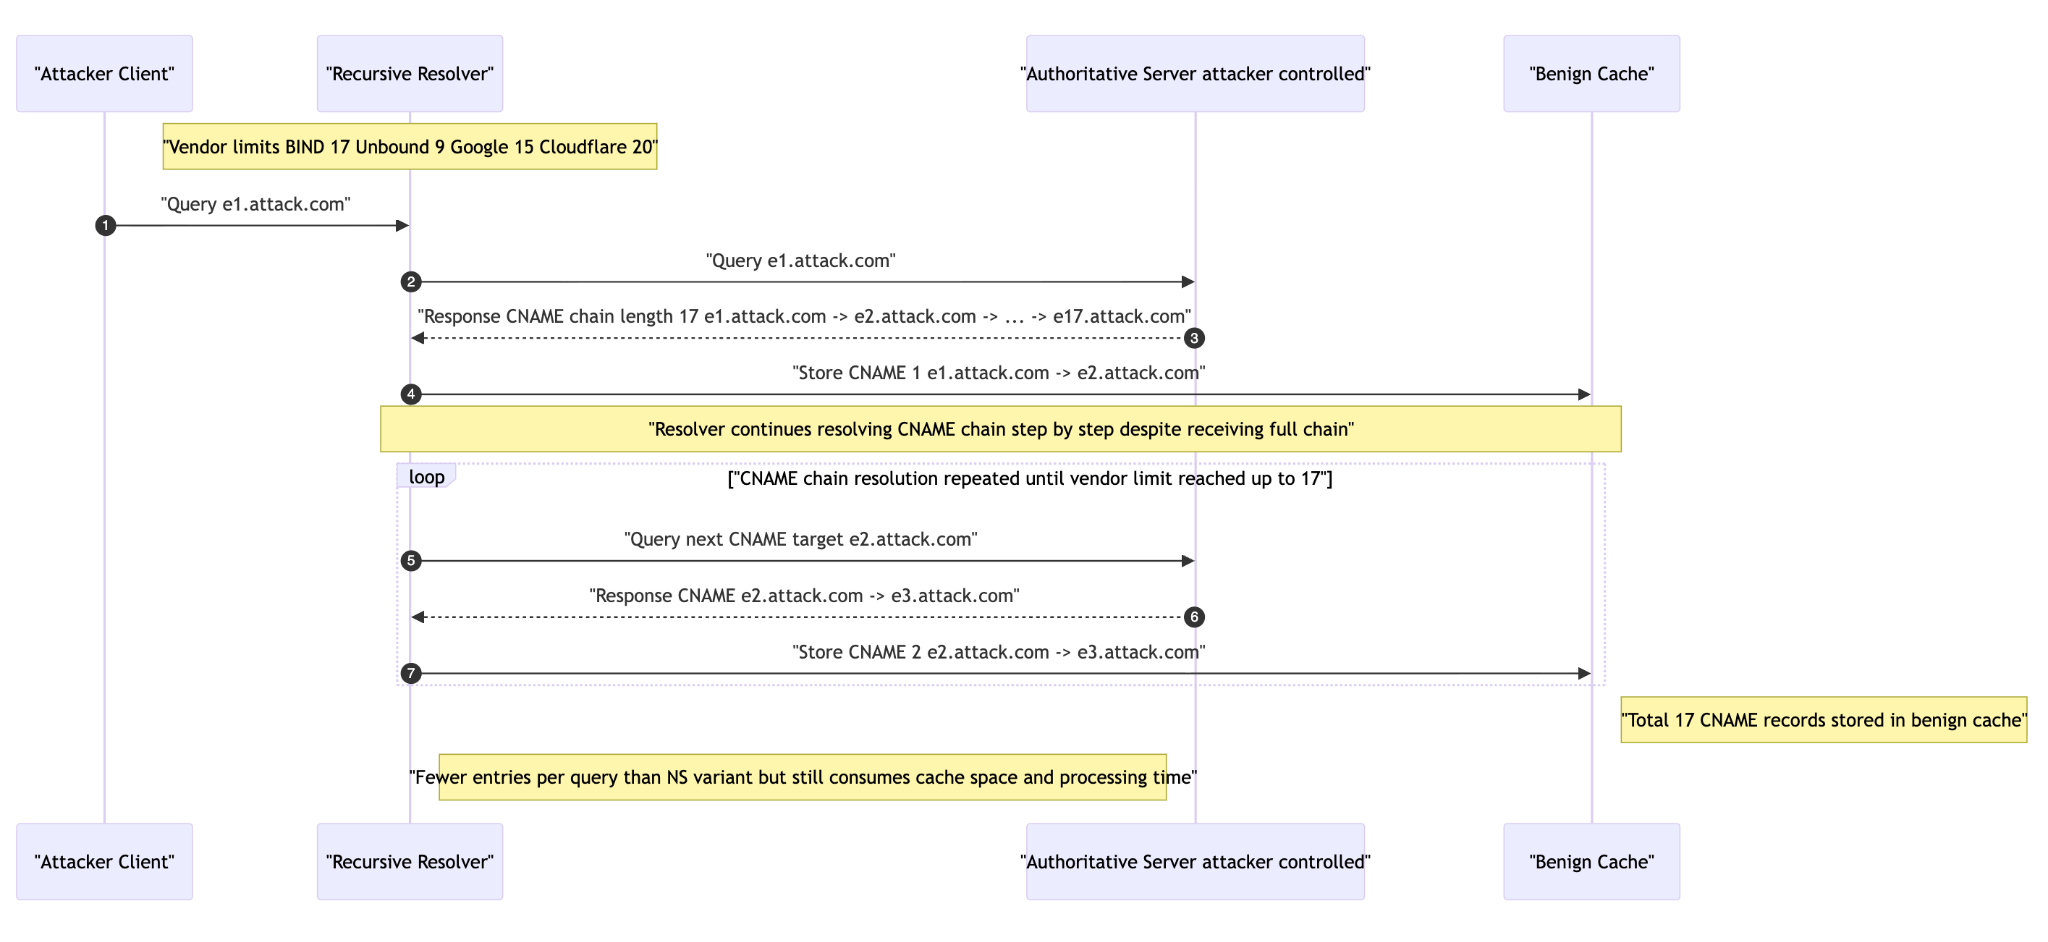 "Attacker Client"
"Recursive Resolver"
"Authoritative Server attacker controlled"
"Benign Cache"
"Vendor limits BIND 17 Unbound 9 Google 15 Cloudflare 20"
"Query e1.attack.com"
1
"Query e1.attack.com"
2
"Response CNAME chain length 17 e1.attack.com -> e2.attack.com -> ... -> e17.attack.com"
3
"Store CNAME 1 e1.attack.com -> e2.attack.com"
4
"Resolver continues resolving CNAME chain step by step despite receiving full chain"
loop
["CNAME chain resolution repeated until vendor limit reached up to 17"]
"Query next CNAME target e2.attack.com"
5
"Response CNAME e2.attack.com -> e3.attack.com"
6
"Store CNAME 2 e2.attack.com -> e3.attack.com"
7
"Total 17 CNAME records stored in benign cache"
"Fewer entries per query than NS variant but still consumes cache space and processing time"
"Attacker Client"
"Recursive Resolver"
"Authoritative Server attacker controlled"
"Benign Cache"